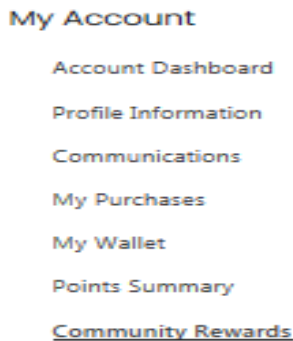 My Account
Account Dashboard
Profile Information
Communications
My Purchases
My Wallet
Points Summary
Community Rewards